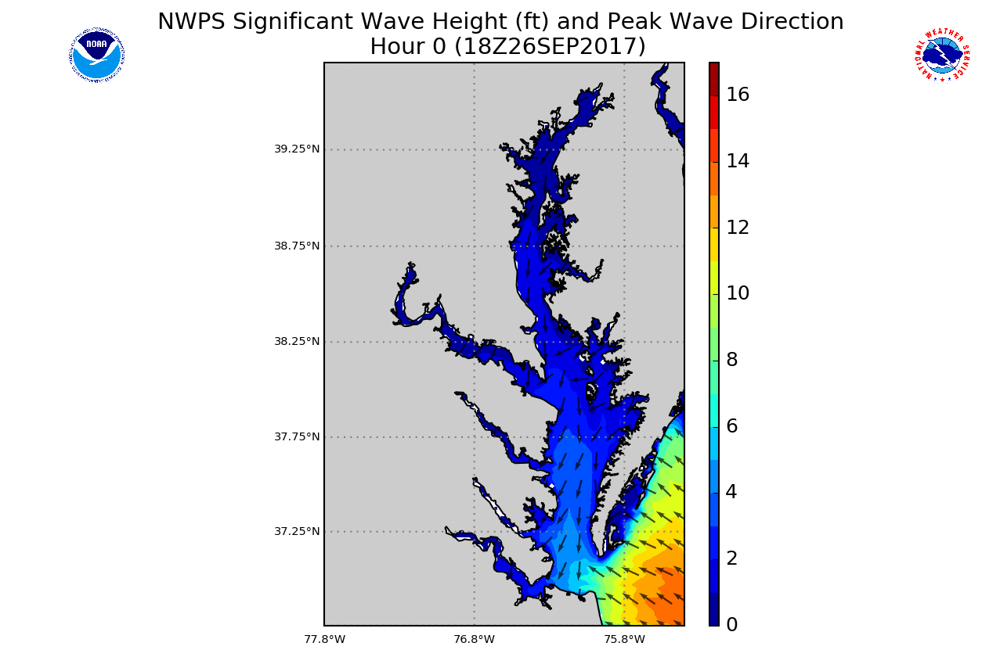 NWPS Significant Wave Height (ft) and Peak Wave Direction
Hour 0 (18Z26SEP2017)
NOAA
NATIONAL WEATHER SERVICE
39.25°N
38.75°N
38.25°N
37.75°N
37.25°N
77.8°W
76.8°W
75.8°W
16
14
12
10
8
6
4
2
0